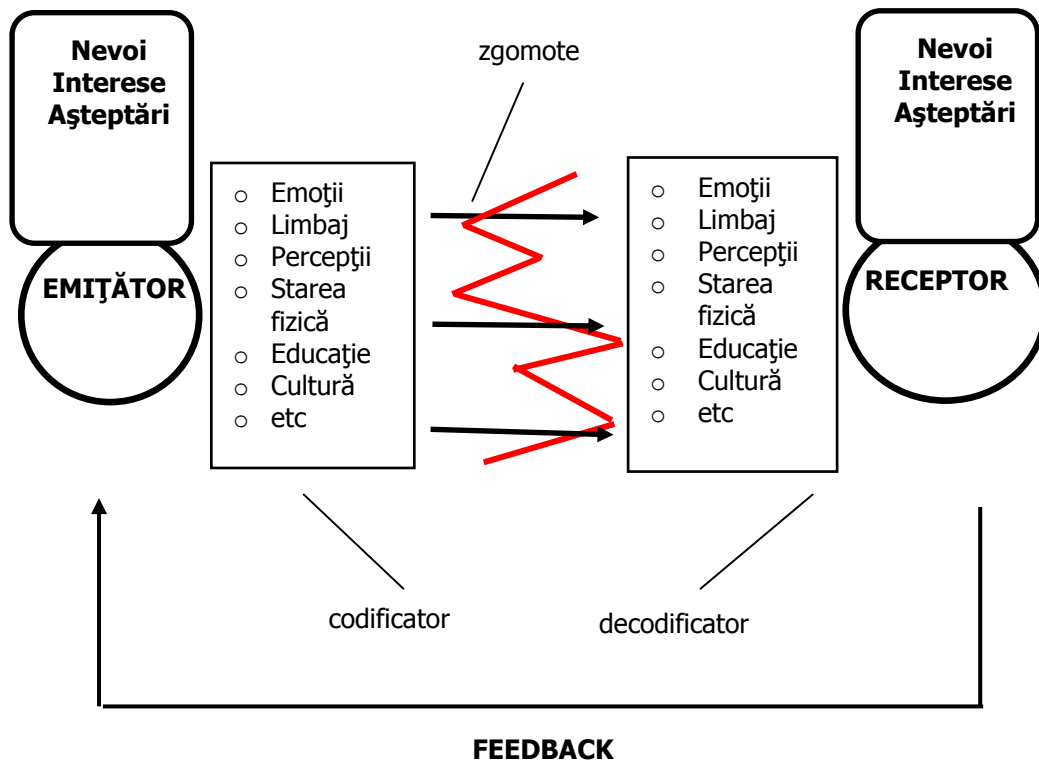 Nevoi
Interese
Aşteptări
zgomote
Nevoi
Interese
Aşteptări
EMIŢĂTOR
o Emoţii
o Limbaj
o Percepţii
o Starea
fizică
o Educaţie
o Cultură
o etc
o Emoţii
o Limbaj
o Percepţii
o Starea
fizică
o Educaţie
o Cultură
o etc
RECEPTOR
codificator
decodificator
FEEDBACK